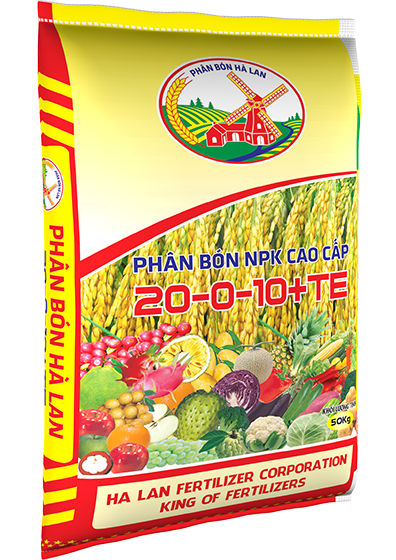 PHÂN BÓN HÀ LAN
PHÂN BÓN NPK CAO CẤP
20-0-10+TE
50Kg
HA LAN FERTILIZER CORPORATION
KING OF FERTILIZERS
PHÂN BÓN HÀ LAN